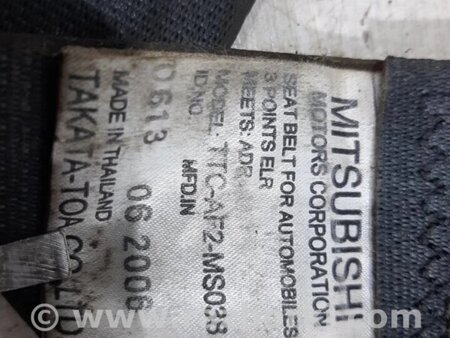 MITSUBISHI
MOTORS CORPORATION
SEAT BELT FOR AUTOMOBILES
3 POINTS ELR
MEETS: ADR
MODEL: TTC-AF2-MS03S
ID.NO. MFD.IN
0613 06 2006
MADE IN THAILAND
TAKATA-TOA CO.,LTD